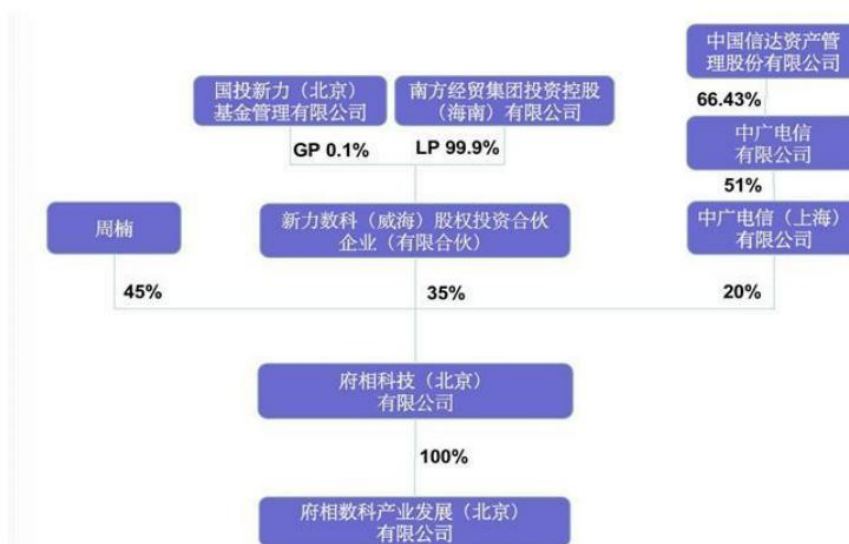 中国信达资产管
理股份有限公司
国投新力（北京）
基金管理有限公司
南方经贸集团投资控股
（海南）有限公司
66.43%
中广电信
有限公司
GP 0.1%
LP 99.9%
51%
周楠
新力数科（威海）股权投资合伙
企业（有限合伙）
中广电信（上海）
有限公司
45%
35%
20%
府相科技（北京）
有限公司
100%
府相数科产业发展（北京）
有限公司